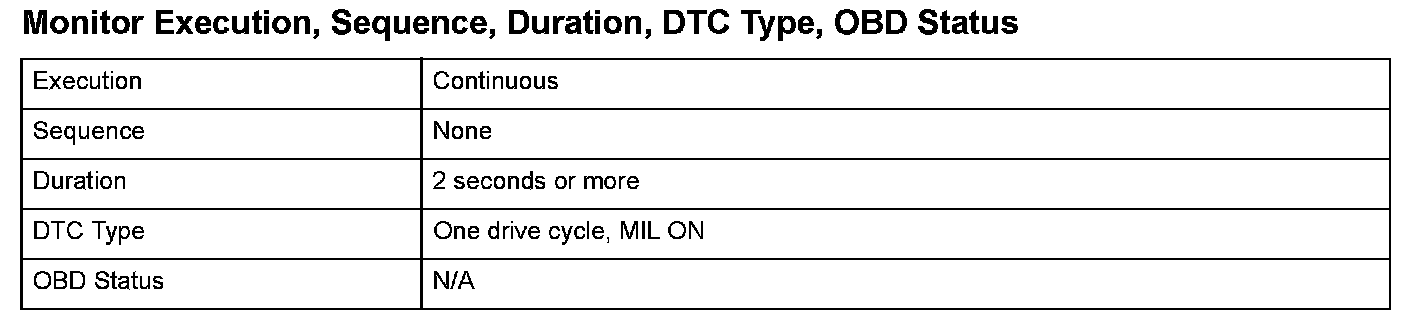 Monitor Execution, Sequence, Duration, DTC Type, OBD Status
Execution Continuous
Sequence None
Duration 2 seconds or more
DTC Type One drive cycle, MIL ON
OBD Status N/A